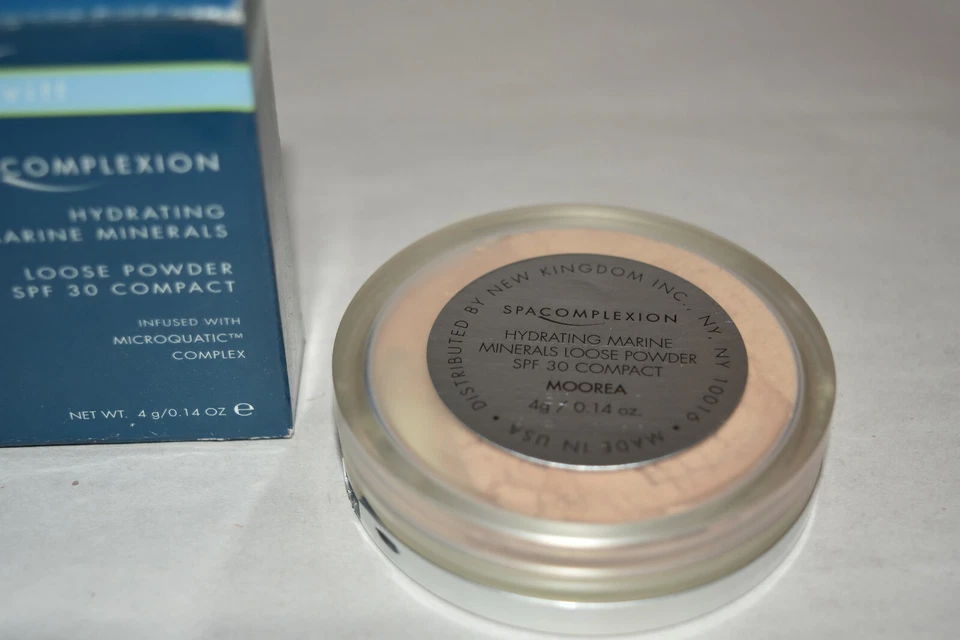 COMPLEXION
HYDRATING
ARINE MINERALS
LOOSE POWDER
SPF 30 COMPACT
INFUSED WITH
MICROQUATIC™
COMPLEX
NET WT. 4 g/0.14 OZ ℮
• DISTRIBUTED BY NEW KINGDOM INC., NY, NY 10016 •
SPACOMPLEXION
HYDRATING MARINE
MINERALS LOOSE POWDER
SPF 30 COMPACT
MOOREA
4g / 0.14 oz.
MADE IN USA